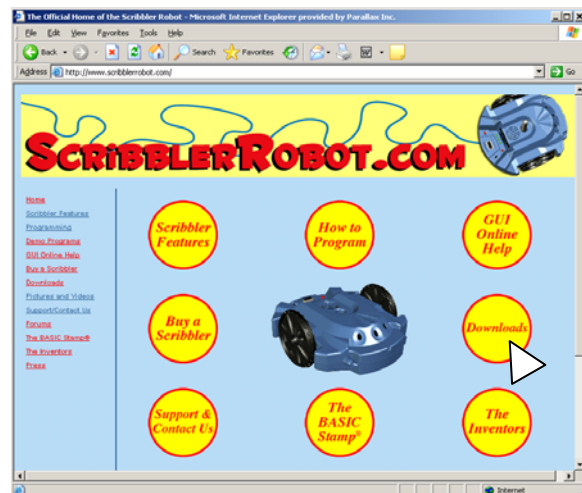 The Official Home of the Scribbler Robot - Microsoft Internet Explorer provided by Parallax Inc.
File Edit View Favorites Tools Help
Back Search Favorites
Address http://www.scribblerrobot.com/ Go
SCRIBBLERROBOT.COM
Home
Scribbler Features
Programming
Demo Programs
GUI Online Help
Buy a Scribbler
Downloads
Pictures and Videos
Support/Contact Us
Forums
The BASIC Stamp®
The Inventors
Press
Scribbler
Features
How to
Program
GUI
Online
Help
Buy a
Scribbler
Downloads
Support &
Contact Us
The
BASIC
Stamp®
The
Inventors
Internet